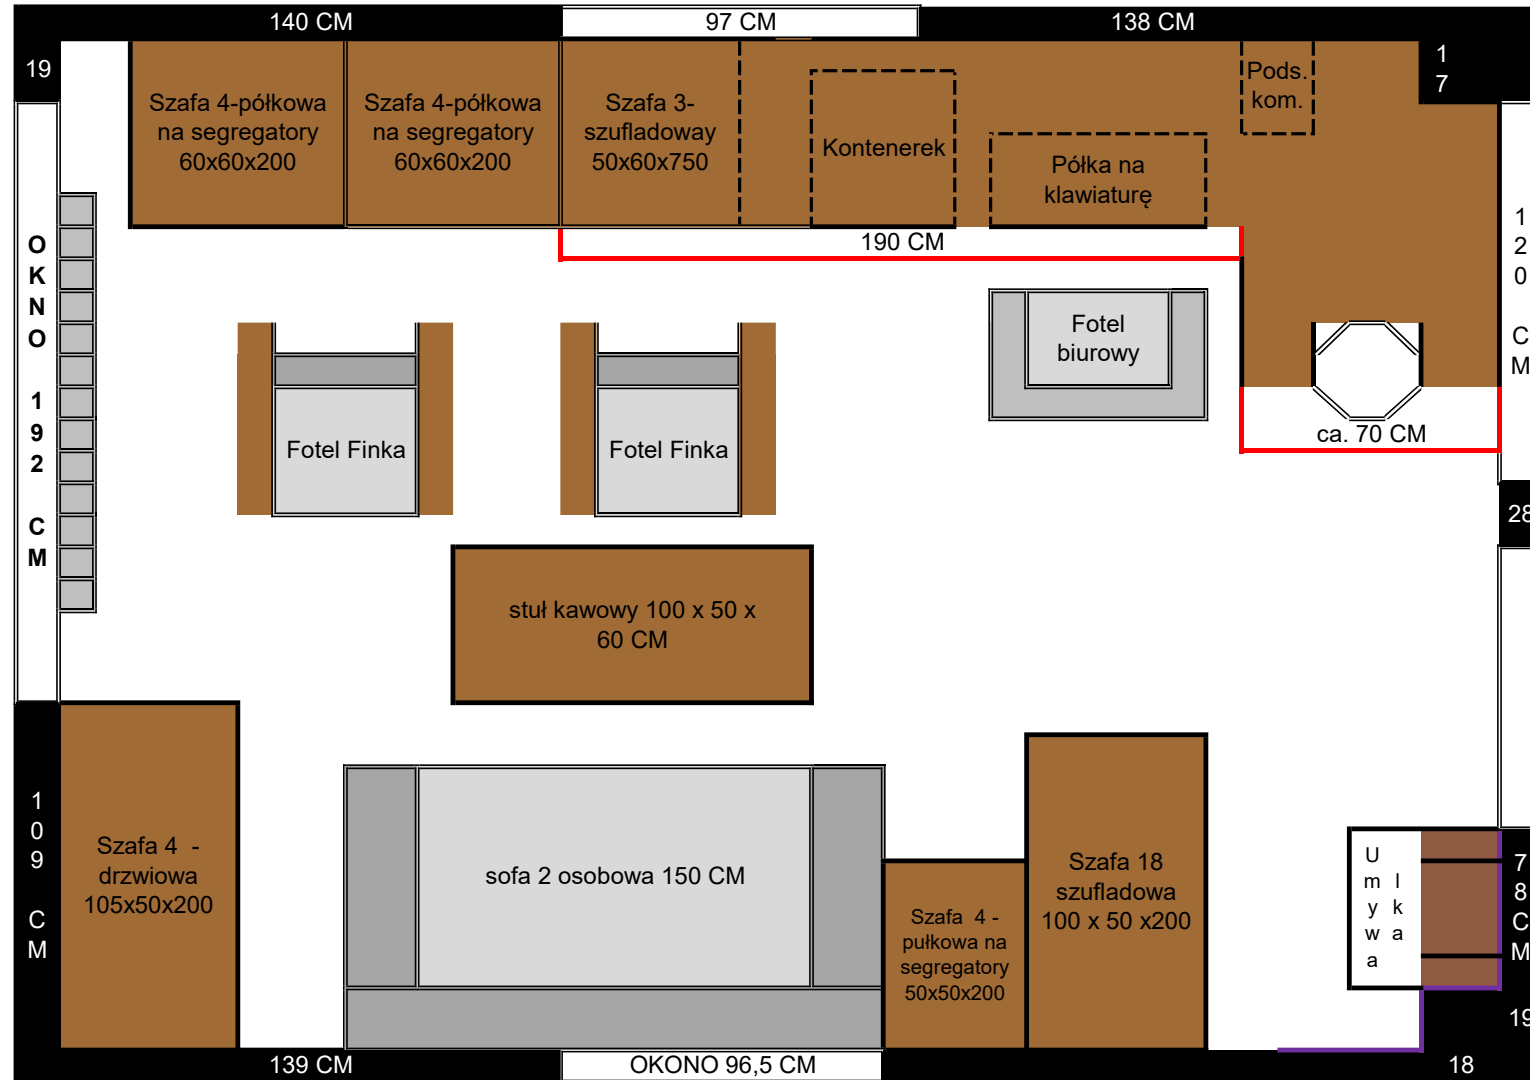 140 CM
97 CM
138 CM
19
1
7
Szafa 4-półkowa
na segregatory
60x60x200
Szafa 4-półkowa
na segregatory
60x60x200
Szafa 3-
szufladoway
50x60x750
Kontenerek
Półka na
klawiaturę
Pods.
kom.
190 CM
O
K
N
O
1
9
2
C
M
1
2
0
C
M
Fotel
biurowy
ca. 70 CM
Fotel Finka
Fotel Finka
28
stuł kawowy 100 x 50 x
60 CM
1
0
9
C
M
Szafa 4 -
drzwiowa
105x50x200
sofa 2 osobowa 150 CM
Szafa 4 -
pułkowa na
segregatory
50x50x200
Szafa 18
szufladowa
100 x 50 x200
U
m
y
w
a
l
k
a
7
8
C
M
19
139 CM
OKONO 96,5 CM
18